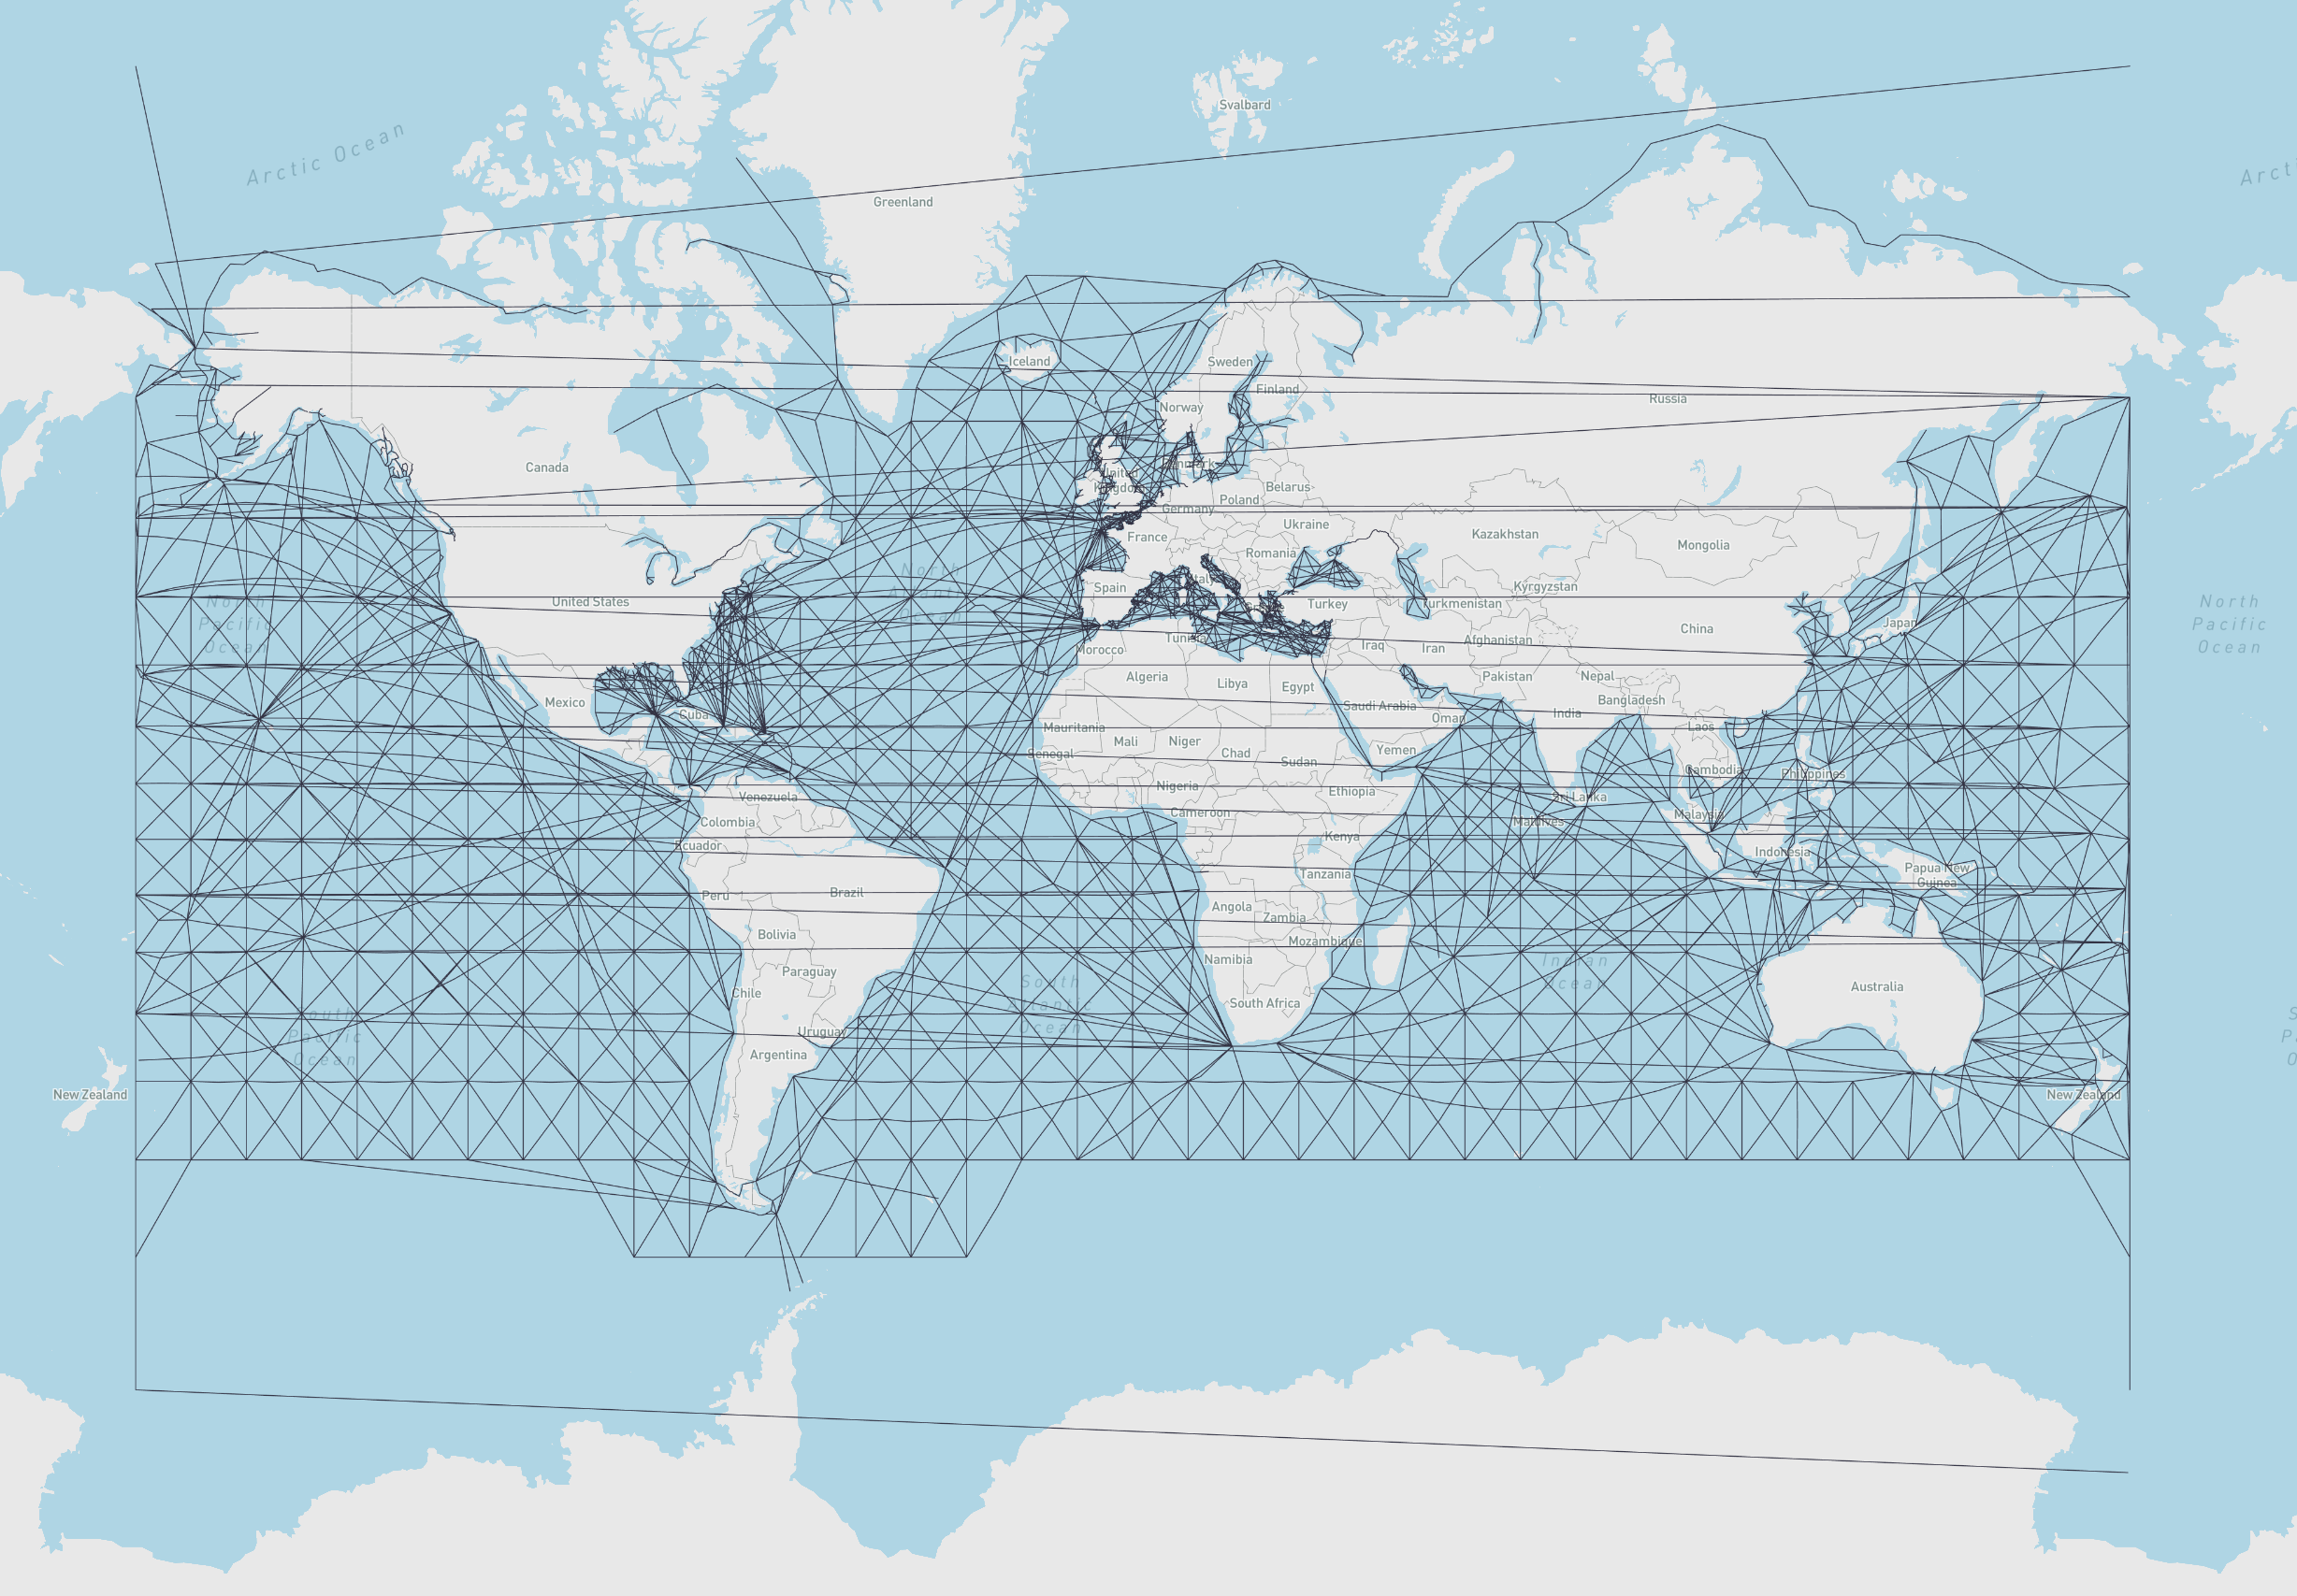 Svalbard
Arctic Ocean
Arct
Greenland
Iceland
Sweden
Finland
Norway
Russia
Canada
United
Kingdom
Denmark
Belarus
Poland
Germany
Ukraine
France
Kazakhstan
Mongolia
Romania
Italy
Spain
Kyrgyzstan
United States
Greece
Turkey
Turkmenistan
North
Pacific
Ocean
North
Atlantic
Ocean
China
Japan
North
Pacific
Ocean
Tunisia
Morocco
Iraq
Iran
Afghanistan
Algeria
Libya
Egypt
Pakistan
Nepal
Bangladesh
Mexico
Cuba
Saudi Arabia
Oman
India
Laos
Mauritania
Mali
Niger
Chad
Sudan
Yemen
Senegal
Cambodia
Philippines
Venezuela
Nigeria
Ethiopia
Sri Lanka
Colombia
Cameroon
Maldives
Malaysia
Ecuador
Kenya
Indonesia
Peru
Brazil
Tanzania
Papua New
Guinea
Angola
Zambia
Bolivia
Mozambique
Paraguay
Namibia
South
Atlantic
Ocean
Indian
Ocean
Chile
South Africa
Australia
South
Pacific
Ocean
Uruguay
Argentina
S
P
O
New Zealand
New Zealand